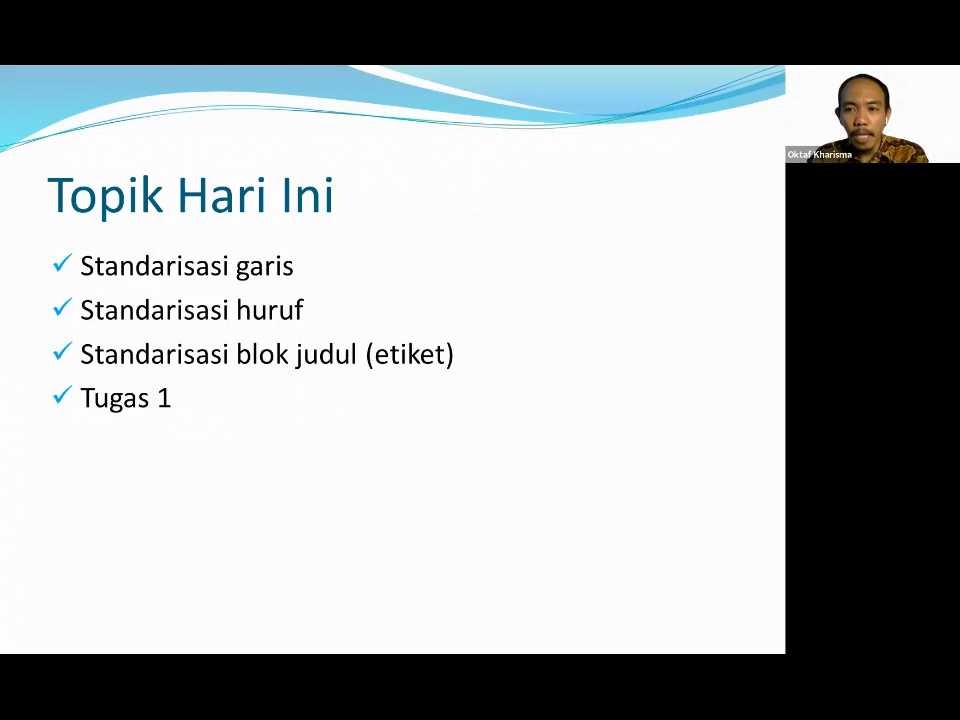 Topik Hari Ini
Standarisasi garis
Standarisasi huruf
Standarisasi blok judul (etiket)
Tugas 1
Oktaf Kharisma